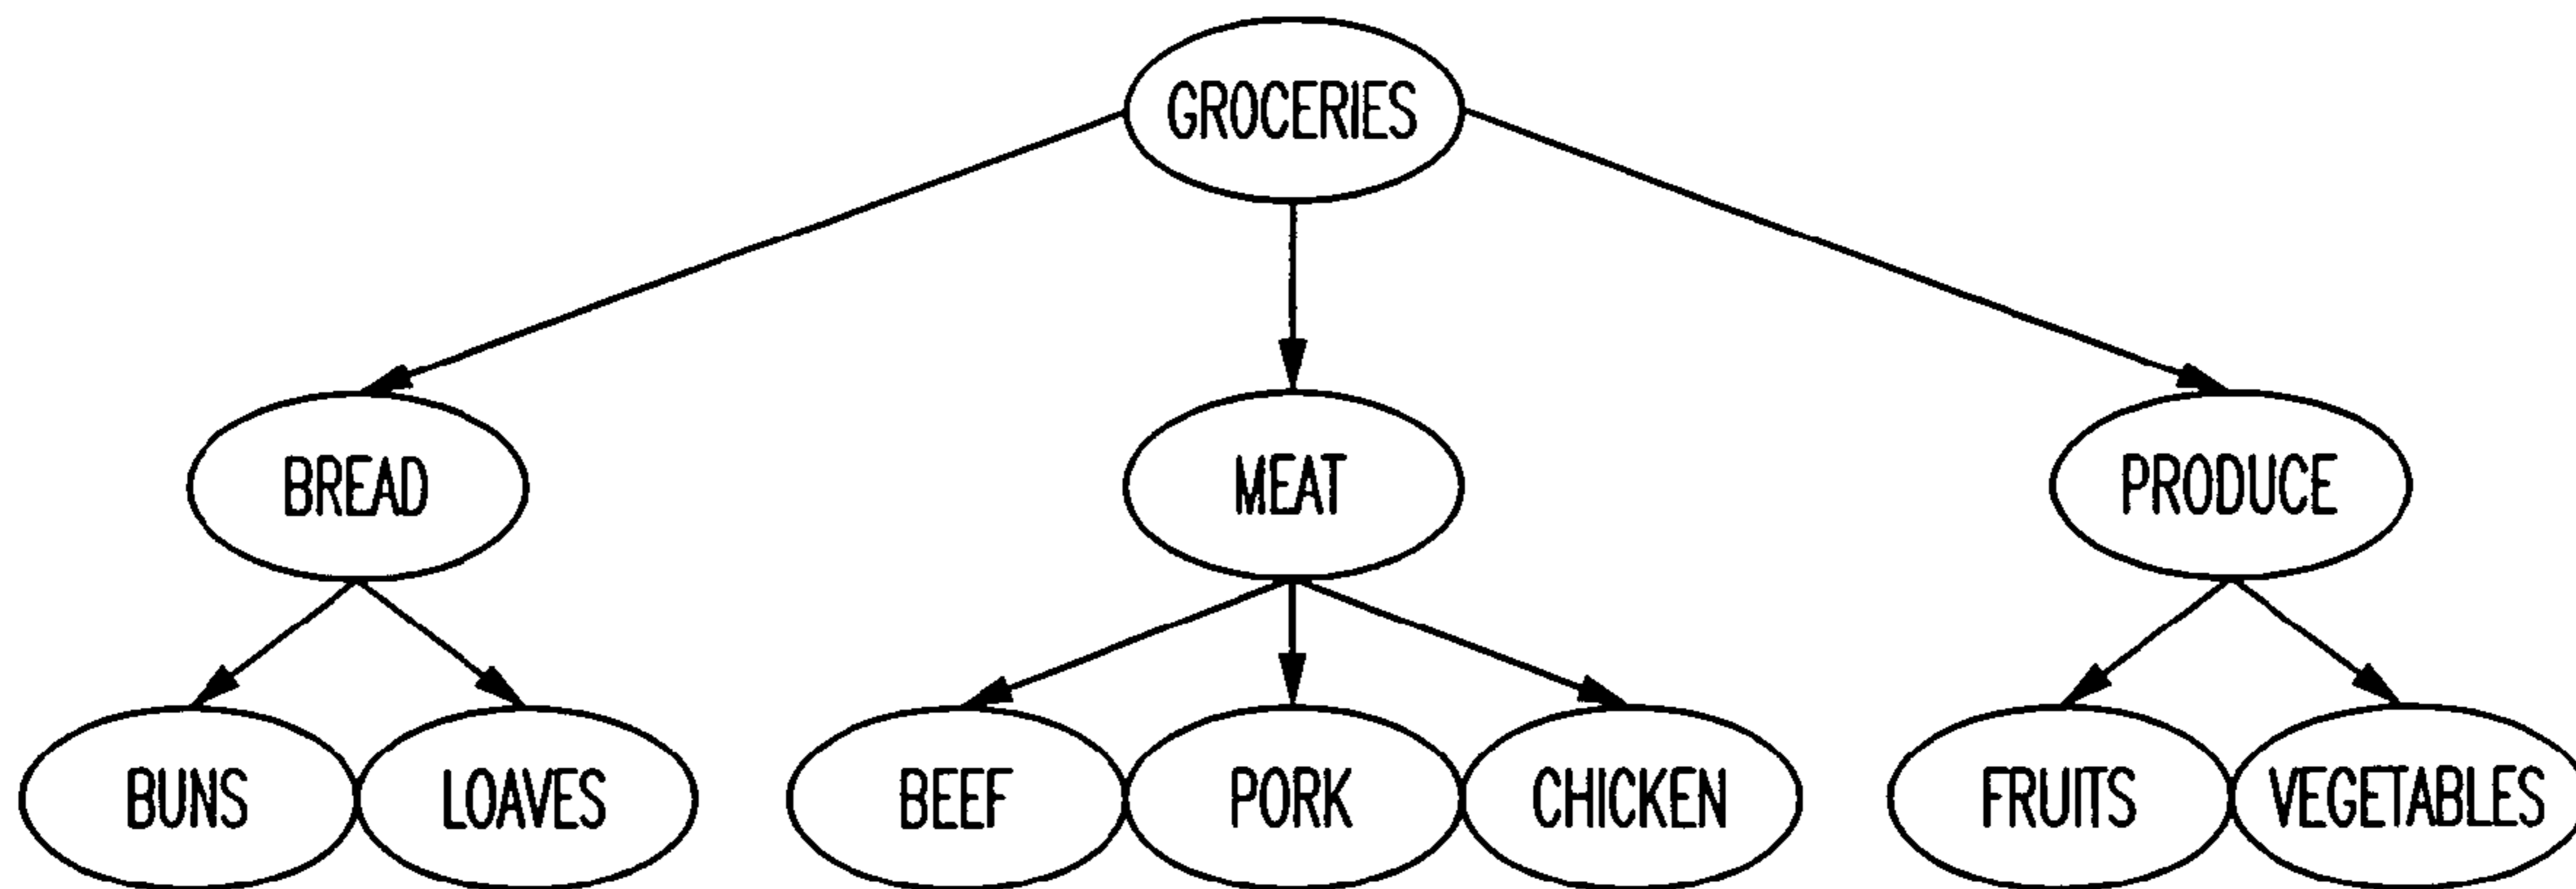 GROCERIES
BREAD MEAT PRODUCE
BUNS LOAVES BEEF PORK CHICKEN FRUITS VEGETABLES